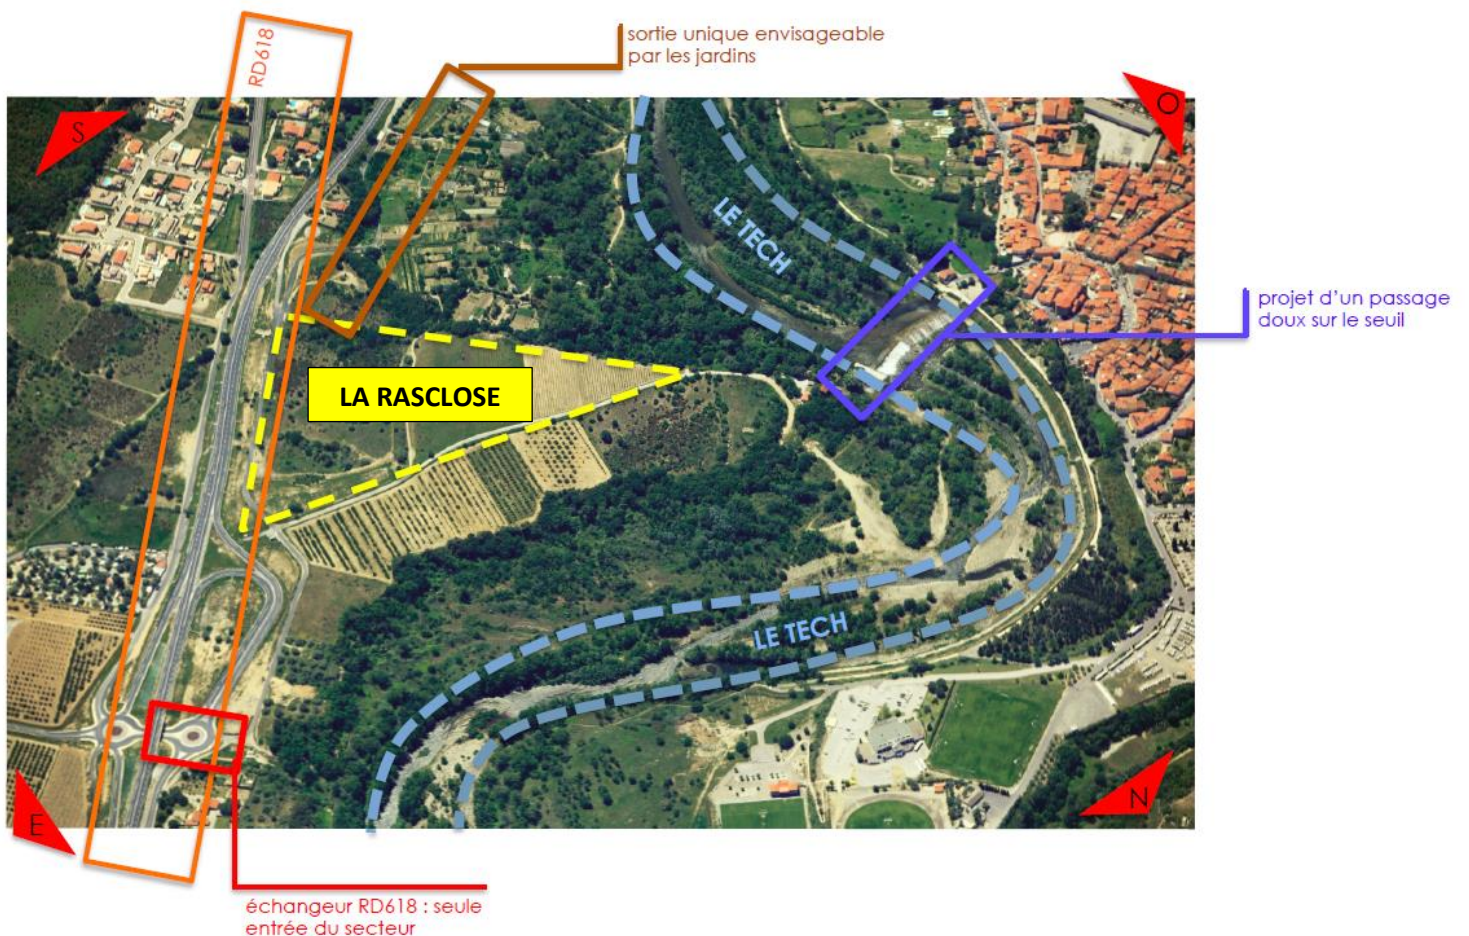 RD618
sortie unique envisageable
par les jardins
S
O
LE TECH
projet d'un passage
doux sur le seuil
LA RASCLOSE
LE TECH
E
N
échangeur RD618 : seule
entrée du secteur